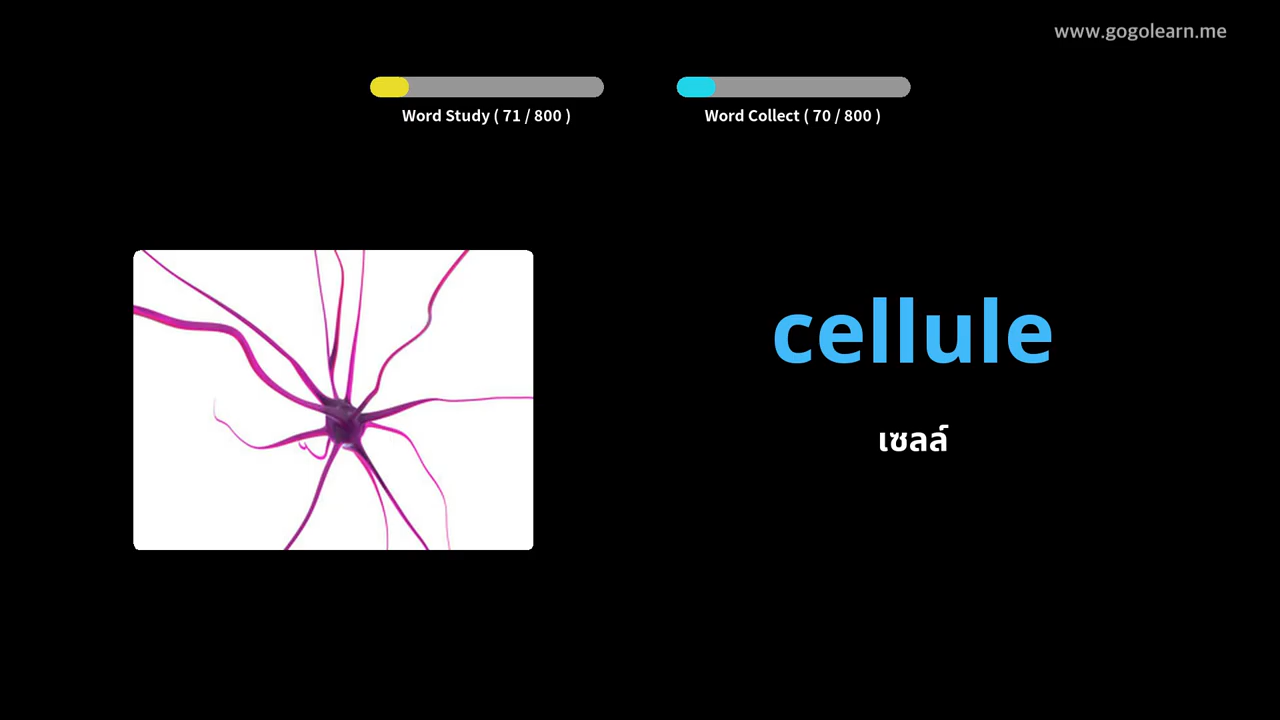 www.gogolearn.me
Word Study ( 71 / 800 )
Word Collect ( 70 / 800 )
cellule
เซลล์